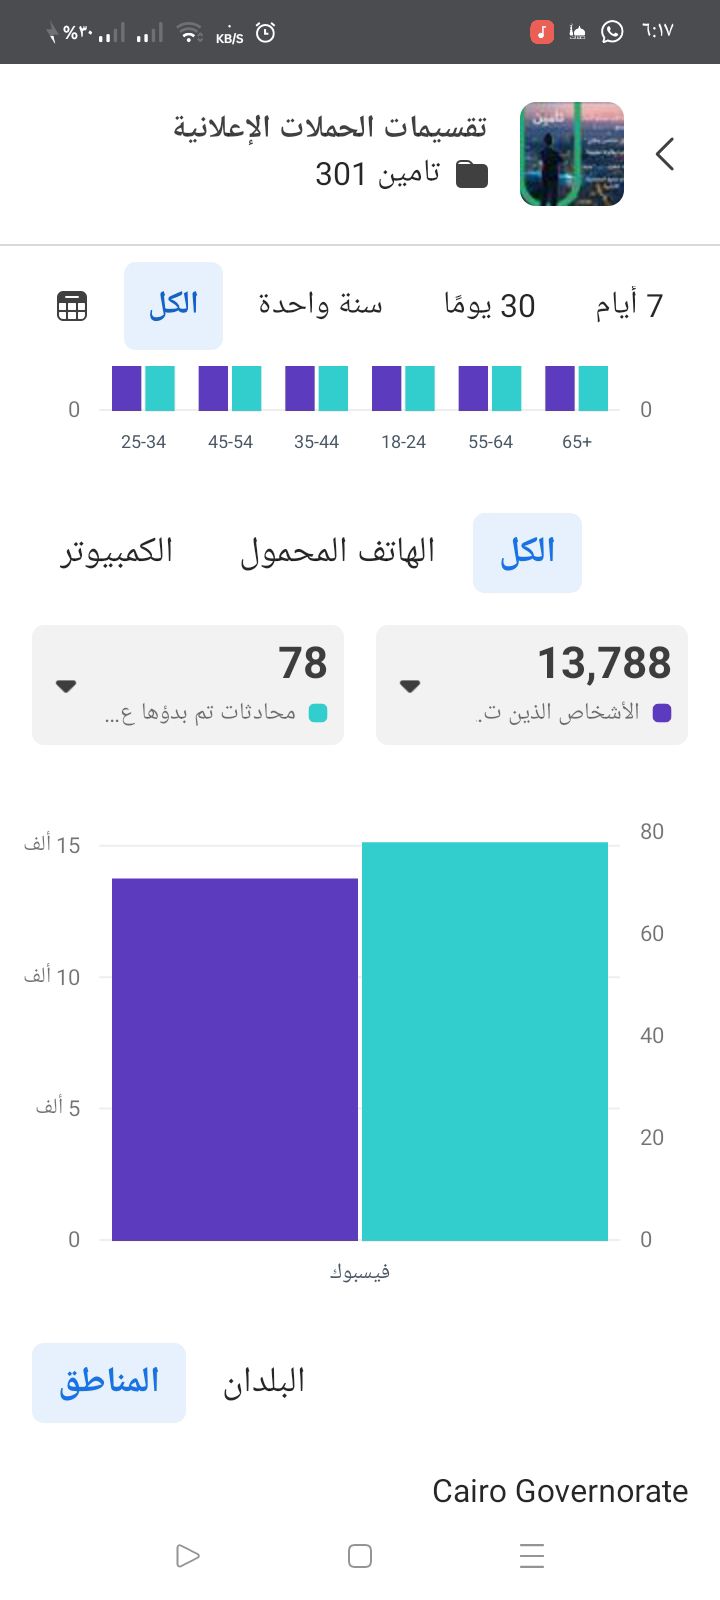 %٣٠
KB/S
٦:١٧
تقسيمات الحملات الإعلانية
تامين 301
تامين
7 أيام
30 يومًا
سنة واحدة
الكل
0
0
25-34
45-54
35-44
18-24
55-64
65+
الكل
الهاتف المحمول
الكمبيوتر
13,788
الأشخاص الذين ت.
78
محادثات تم بدؤها ع...
15 ألف
10 ألف
5 ألف
0
80
60
40
20
0
فيسبوك
البلدان
المناطق
Cairo Governorate